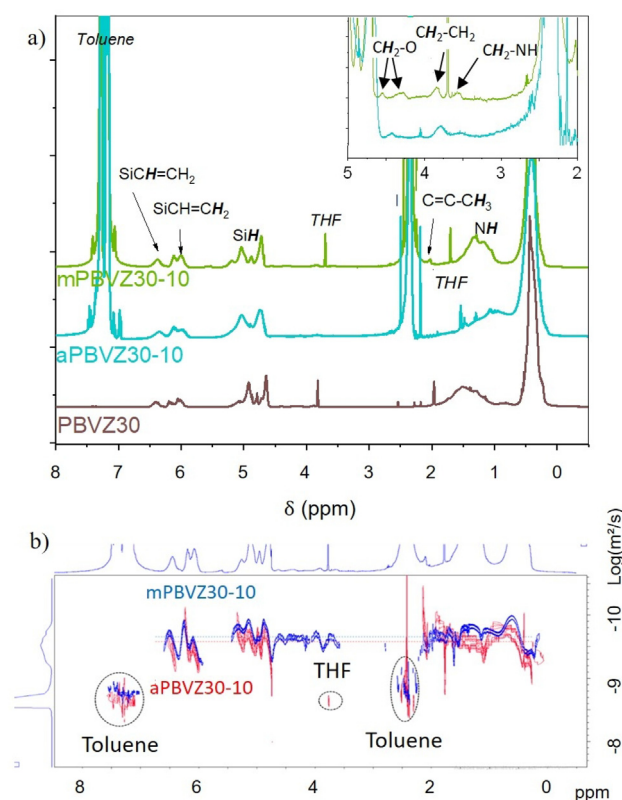 a)
Toluene
CH₂-CH₂
CH₂-O
CH₂-NH
5 4 3 2
SiCH=CH₂
SiCH=CH₂
SiH
THF
I
C=C-CH₃
NH
THF
mPBVZ30-10
aPBVZ30-10
PBVZ30
8 7 6 5 4 3 2 1 0
δ (ppm)
b)
Log(m²/s)
mPBVZ30-10
-10
THF
aPBVZ30-10
-9
Toluene
Toluene
-8
8 6 4 2 0 ppm